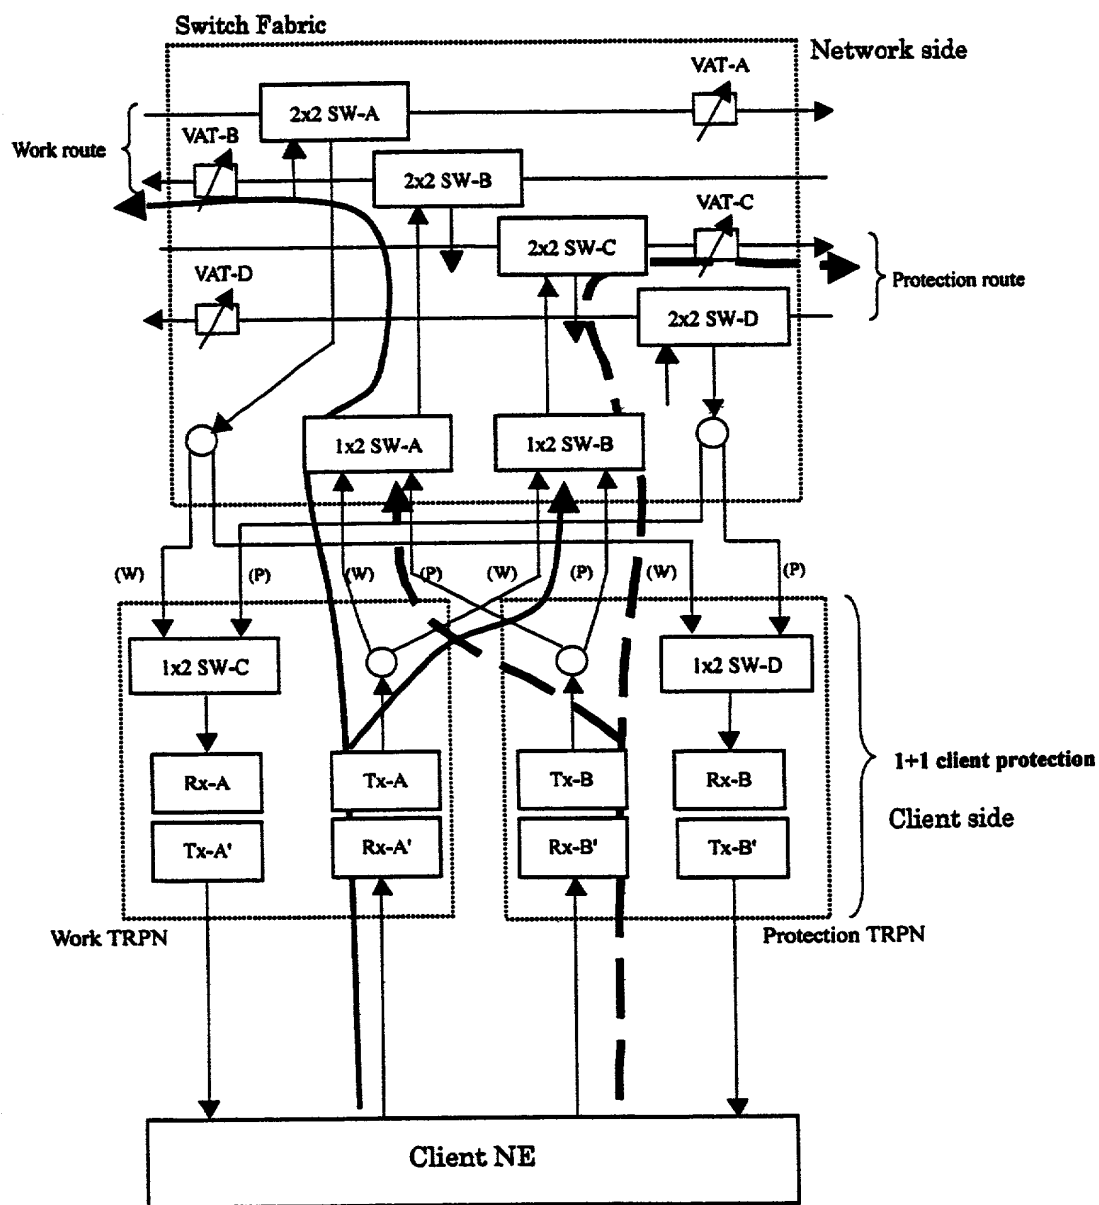 Switch Fabric
Network side
VAT-A
2x2 SW-A
VAT-B
Work route
2x2 SW-B
VAT-C
2x2 SW-C
VAT-D
Protection route
2x2 SW-D
1x2 SW-A
1x2 SW-B
(W)
(P)
(W)
(P)
(W)
(P)
(W)
(P)
1x2 SW-C
1x2 SW-D
Rx-A
Tx-A
Tx-B
Rx-B
1+1 client protection
Client side
Tx-A'
Rx-A'
Rx-B'
Tx-B'
Work TRPN
Protection TRPN
Client NE